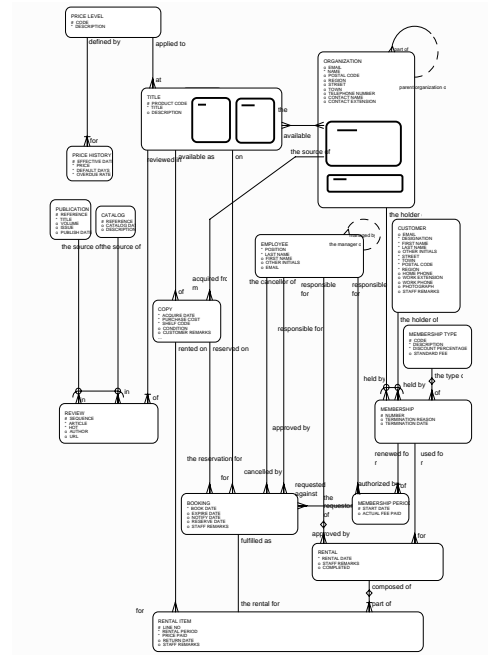 PRICE LEVEL
# CODE
* DESCRIPTION
defined by
applied to
at
for
PRICE HISTORY
# EFFECTIVE DATE
* PRICE
* DEFAULT DAYS
* OVERDUE RATE
TITLE
# PRODUCT CODE
* TITLE
o DESCRIPTION
the
available
reviewed in
available as
on
the source of
ORGANIZATION
o EMAIL
* NAME
o POSTAL CODE
o REGION
o STREET
o TOWN
o TELEPHONE NUMBER
o CONTACT NAME
o CONTACT EXTENSION
part of
parent organization o
PUBLICATION
# REFERENCE
* TITLE
o VOLUME
o ISSUE
o PUBLISH DATE
CATALOG
# REFERENCE
o CATALOG DA
o DESCRIPTION
the source of
the source of
the holder
CUSTOMER
o EMAIL
* DESIGNATION
* FIRST NAME
* LAST NAME
o OTHER INITIALS
* STREET
* TOWN
* POSTAL CODE
* REGION
o HOME PHONE
o WORK EXTENSION
o WORK PHONE
o PHOTOGRAPH
o STAFF REMARKS
EMPLOYEE
* POSITION
* LAST NAME
o FIRST NAME
o OTHER INITIALS
o EMAIL
managed by
the manager o
the canceller of
responsible
for
responsible
for
acquired fro
m
of
COPY
* ACQUIRE DATE
* PURCHASE COST
* SHELF CODE
o CONDITION
o CUSTOMER REMARKS
...
rented on
reserved on
responsible for
the holder of
MEMBERSHIP TYPE
# CODE
* DESCRIPTION
* DISCOUNT PERCENTAGE
o STANDARD FEE
the type o
held by
held by
of
in
in
of
REVIEW
# SEQUENCE
* ARTICLE
* HOT
o AUTHOR
o URL
MEMBERSHIP
# NUMBER
o TERMINATION REASON
o TERMINATION DATE
approved by
renewed fo
r
used fo
r
the reservation for
for
cancelled by
requested
against
authorized by
of
BOOKING
* BOOK DATE
o EXPIRE DATE
o NOTIFY DATE
o RESERVE DATE
o STAFF REMARKS
the
requestor
of
MEMBERSHIP PERIOD
# START DATE
o ACTUAL FEE PAID
approved by
for
fulfilled as
RENTAL
* RENTAL DATE
o STAFF REMARKS
o COMPLETED
composed of
for
the rental for
part of
RENTAL ITEM
# LINE NO
* RENTAL PERIOD
* PRICE PAID
o RETURN DATE
o STAFF REMARKS